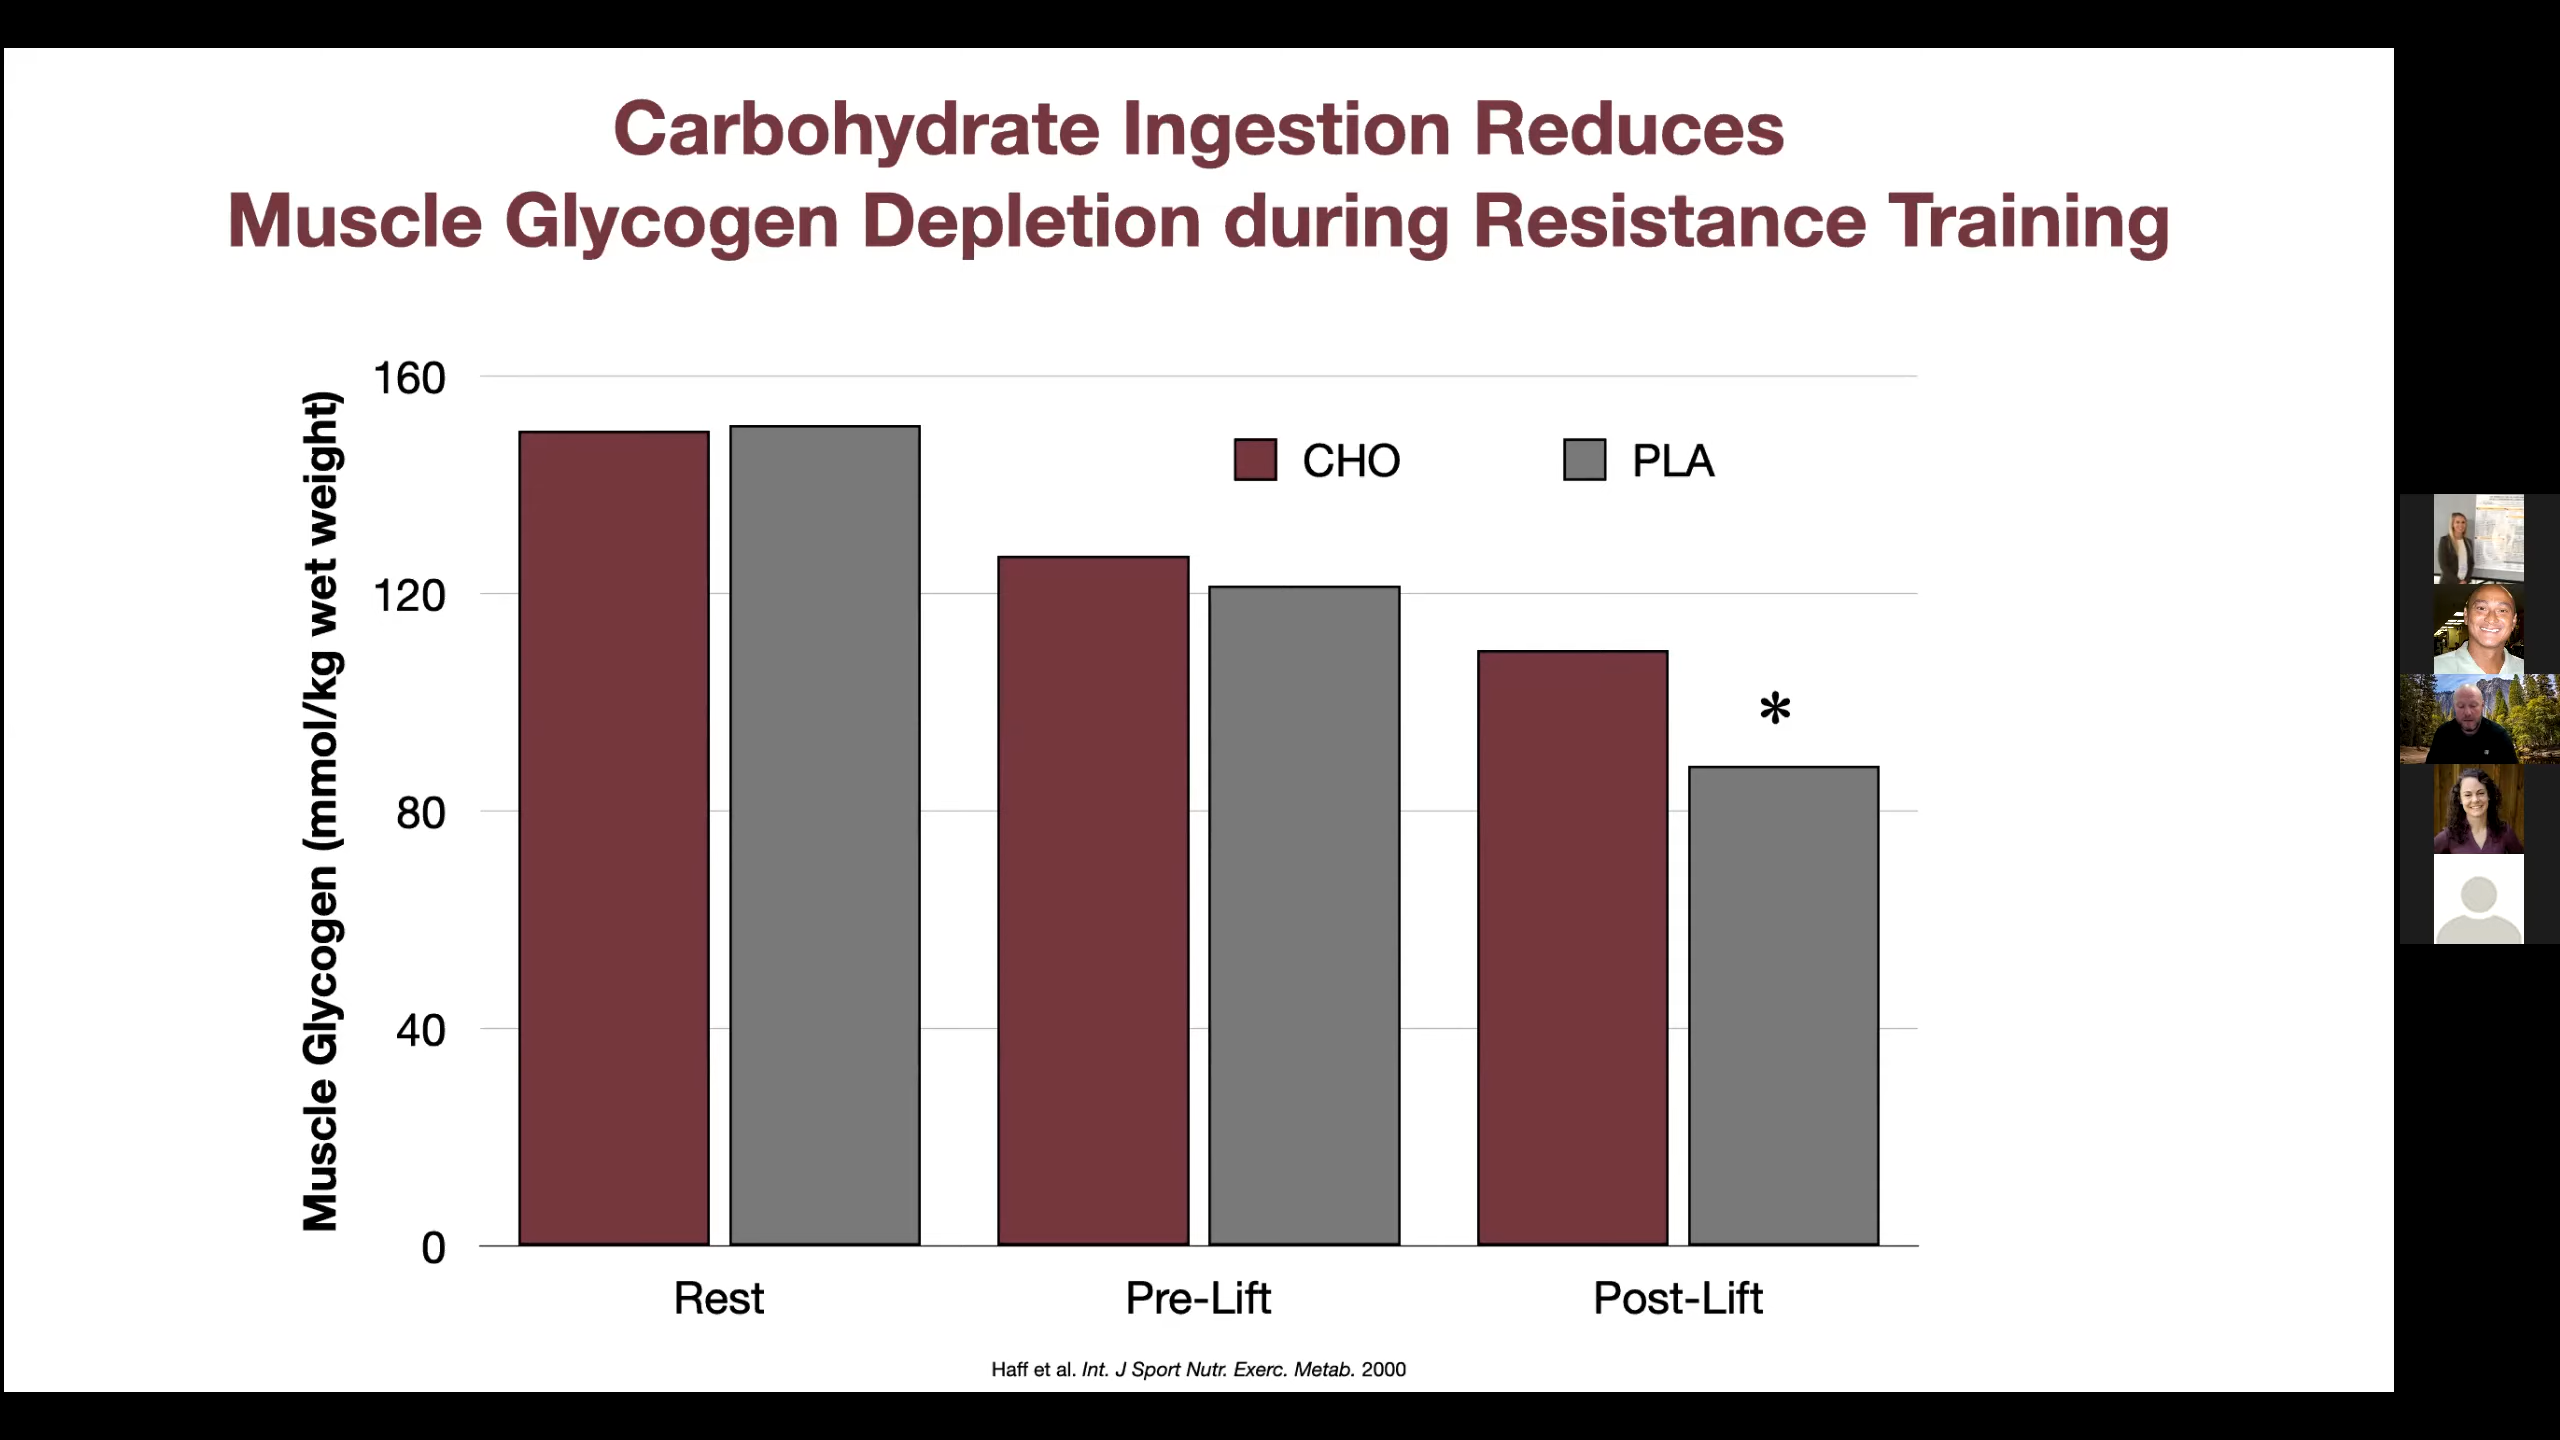 Carbohydrate Ingestion Reduces
Muscle Glycogen Depletion during Resistance Training
Muscle Glycogen (mmol/kg wet weight)
160
120
80
40
0
CHO
PLA
*
Rest
Pre-Lift
Post-Lift
Haff et al. Int. J Sport Nutr. Exerc. Metab. 2000